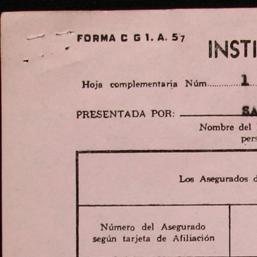 FORMA C G 1. A. 57
INSTI
Hoja complementaria Núm. 1
PRESENTADA POR: SA
Nombre del
pers
Los Asegurados d
Número del Asegurado
según tarjeta de Afiliación